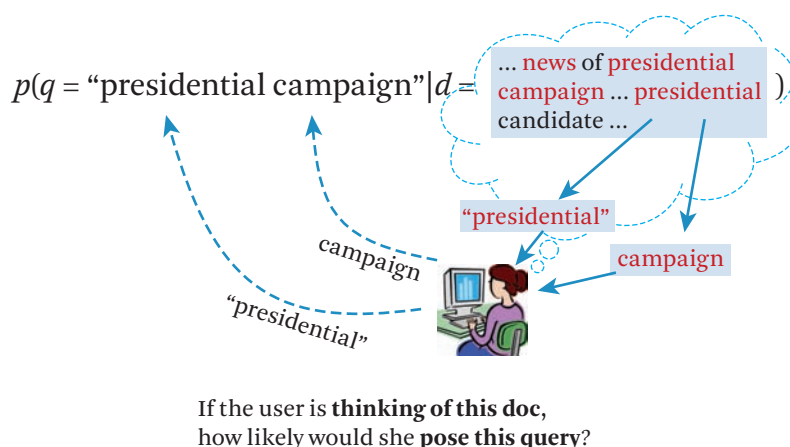 ... news of presidential
campaign ... presidential
candidate ...
p(q = “presidential campaign”|d = )
“presidential”
campaign
campaign
“presidential”
If the user is thinking of this doc,
how likely would she pose this query?